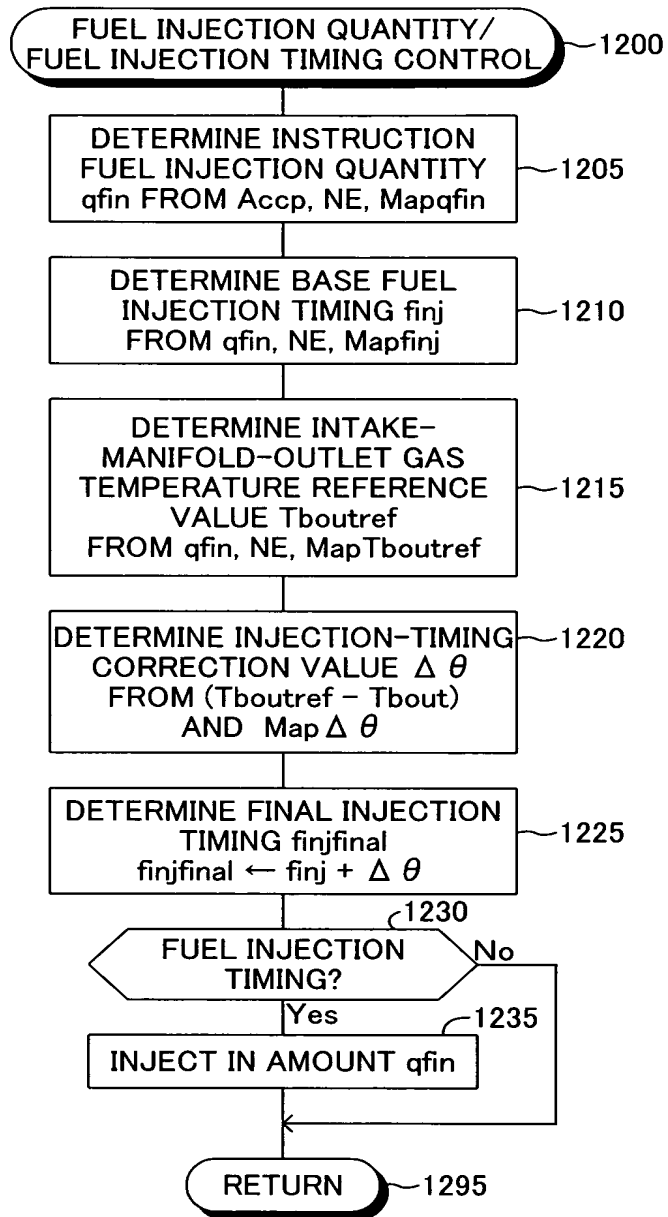 FUEL INJECTION QUANTITY/
FUEL INJECTION TIMING CONTROL
1200
DETERMINE INSTRUCTION
FUEL INJECTION QUANTITY
qfin FROM Accp, NE, Mapqfin
1205
DETERMINE BASE FUEL
INJECTION TIMING finj
FROM qfin, NE, Mapfinj
1210
DETERMINE INTAKE-
MANIFOLD-OUTLET GAS
TEMPERATURE REFERENCE
VALUE Tboutref
FROM qfin, NE, MapTboutref
1215
DETERMINE INJECTION-TIMING
CORRECTION VALUE Δ θ
FROM (Tboutref - Tbout)
AND Map Δ θ
1220
DETERMINE FINAL INJECTION
TIMING finjfinal
finjfinal ← finj + Δ θ
1225
1230
FUEL INJECTION
TIMING?
No
Yes
1235
INJECT IN AMOUNT qfin
RETURN
1295